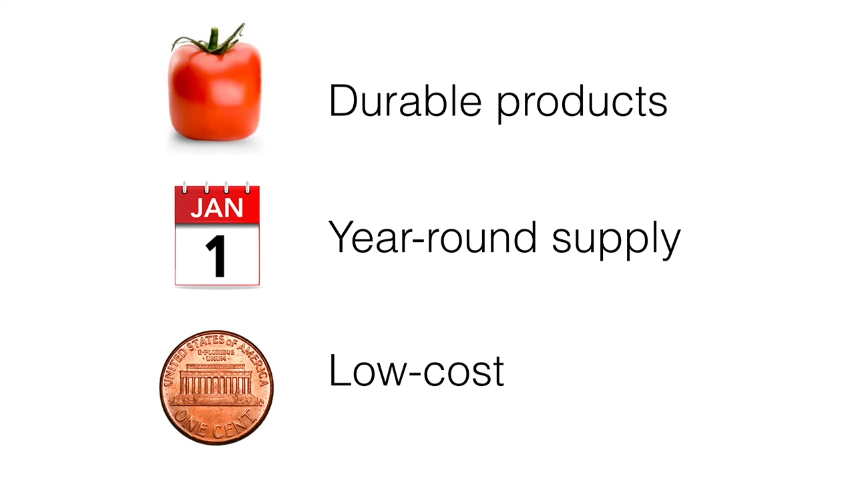 Durable products
JAN
1
Year-round supply
UNITED STATES of AMERICA
E·PLURIBUS
·UNUM·
ONE CENT
Low-cost